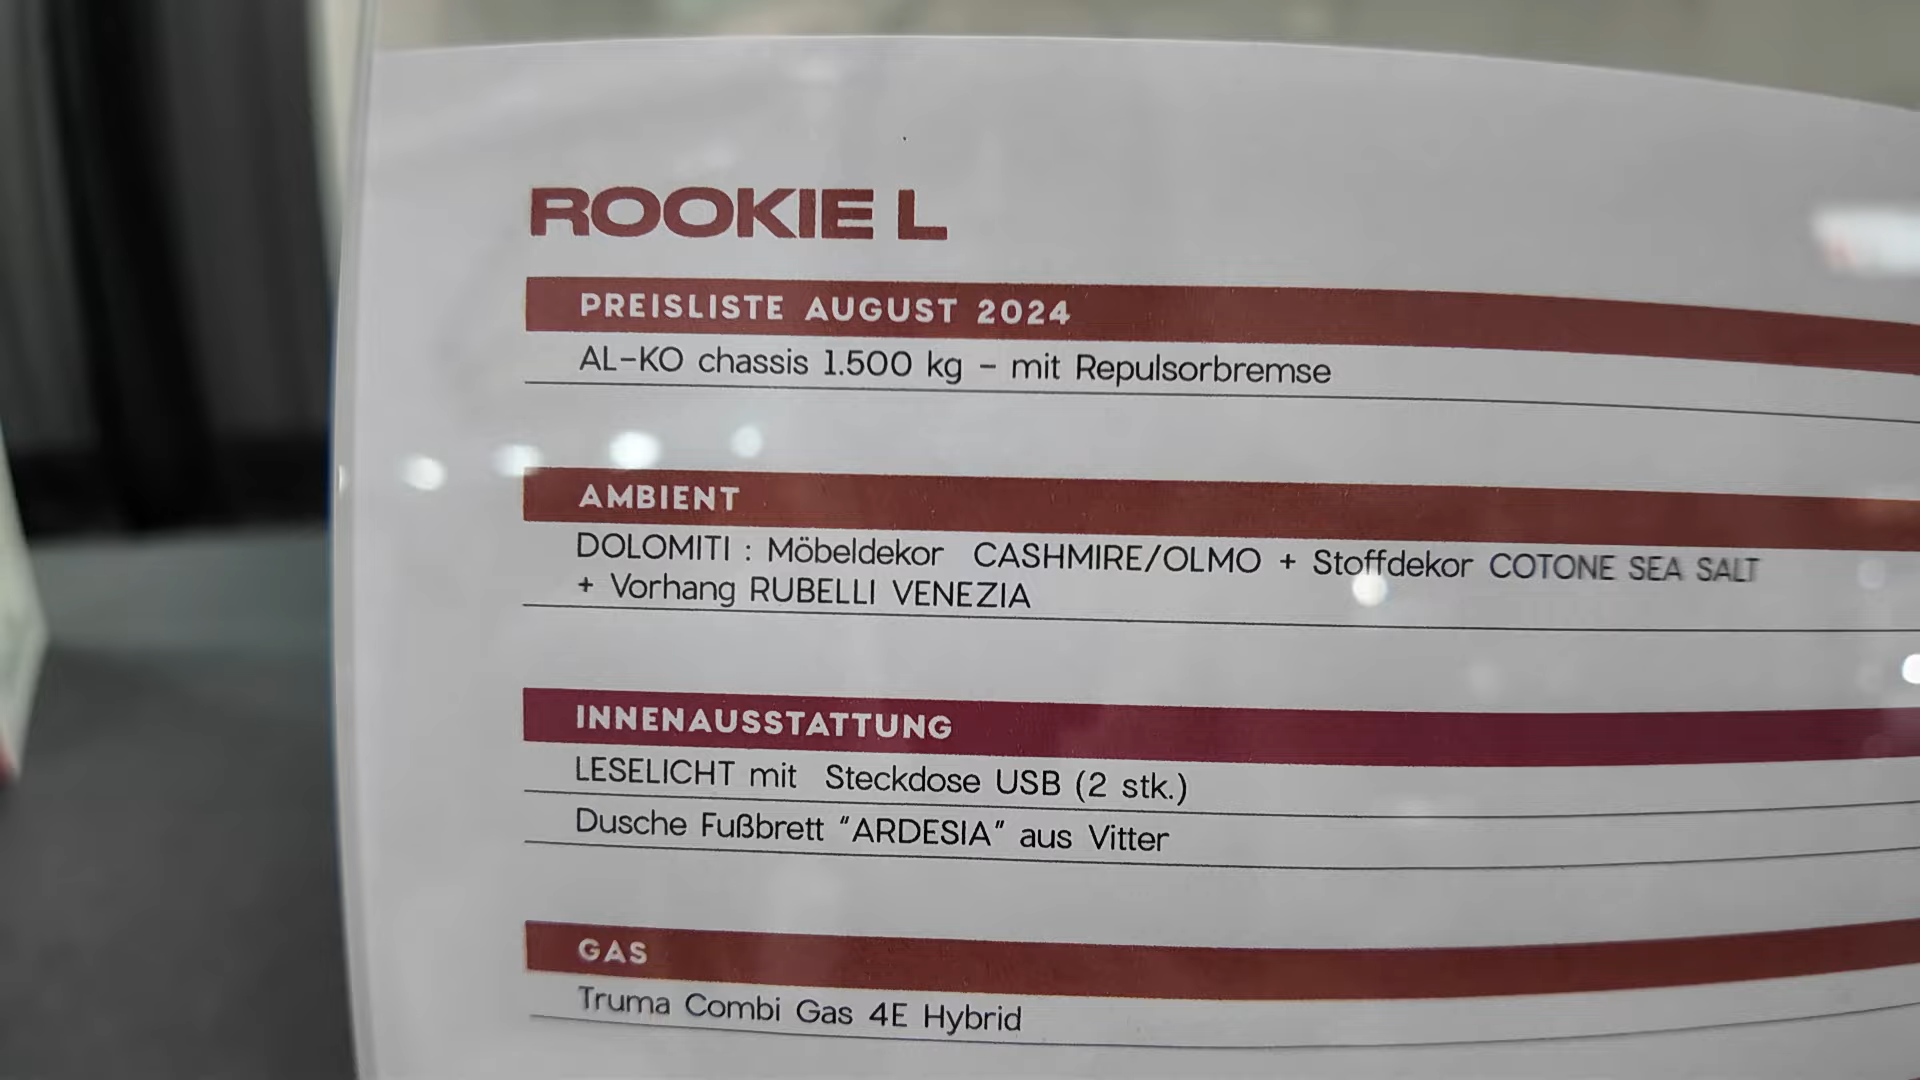 ROOKIE L
PREISLISTE AUGUST 2024
AL-KO chassis 1.500 kg - mit Repulsorbremse
AMBIENT
DOLOMITI : Möbeldekor CASHMIRE/OLMO + Stoffdekor COTONE SEA SALT
+ Vorhang RUBELLI VENEZIA
INNENAUSSTATTUNG
LESELICHT mit Steckdose USB (2 stk.)
Dusche Fußbrett "ARDESIA" aus Vitter
GAS
Truma Combi Gas 4E Hybrid